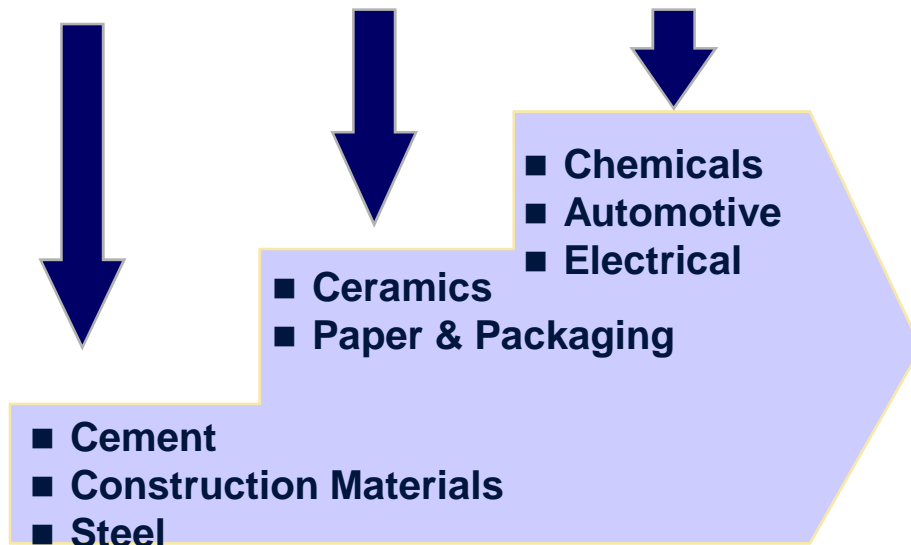 ■ Chemicals
■ Automotive
■ Electrical
■ Ceramics
■ Paper & Packaging
■ Cement
■ Construction Materials
■ Steel